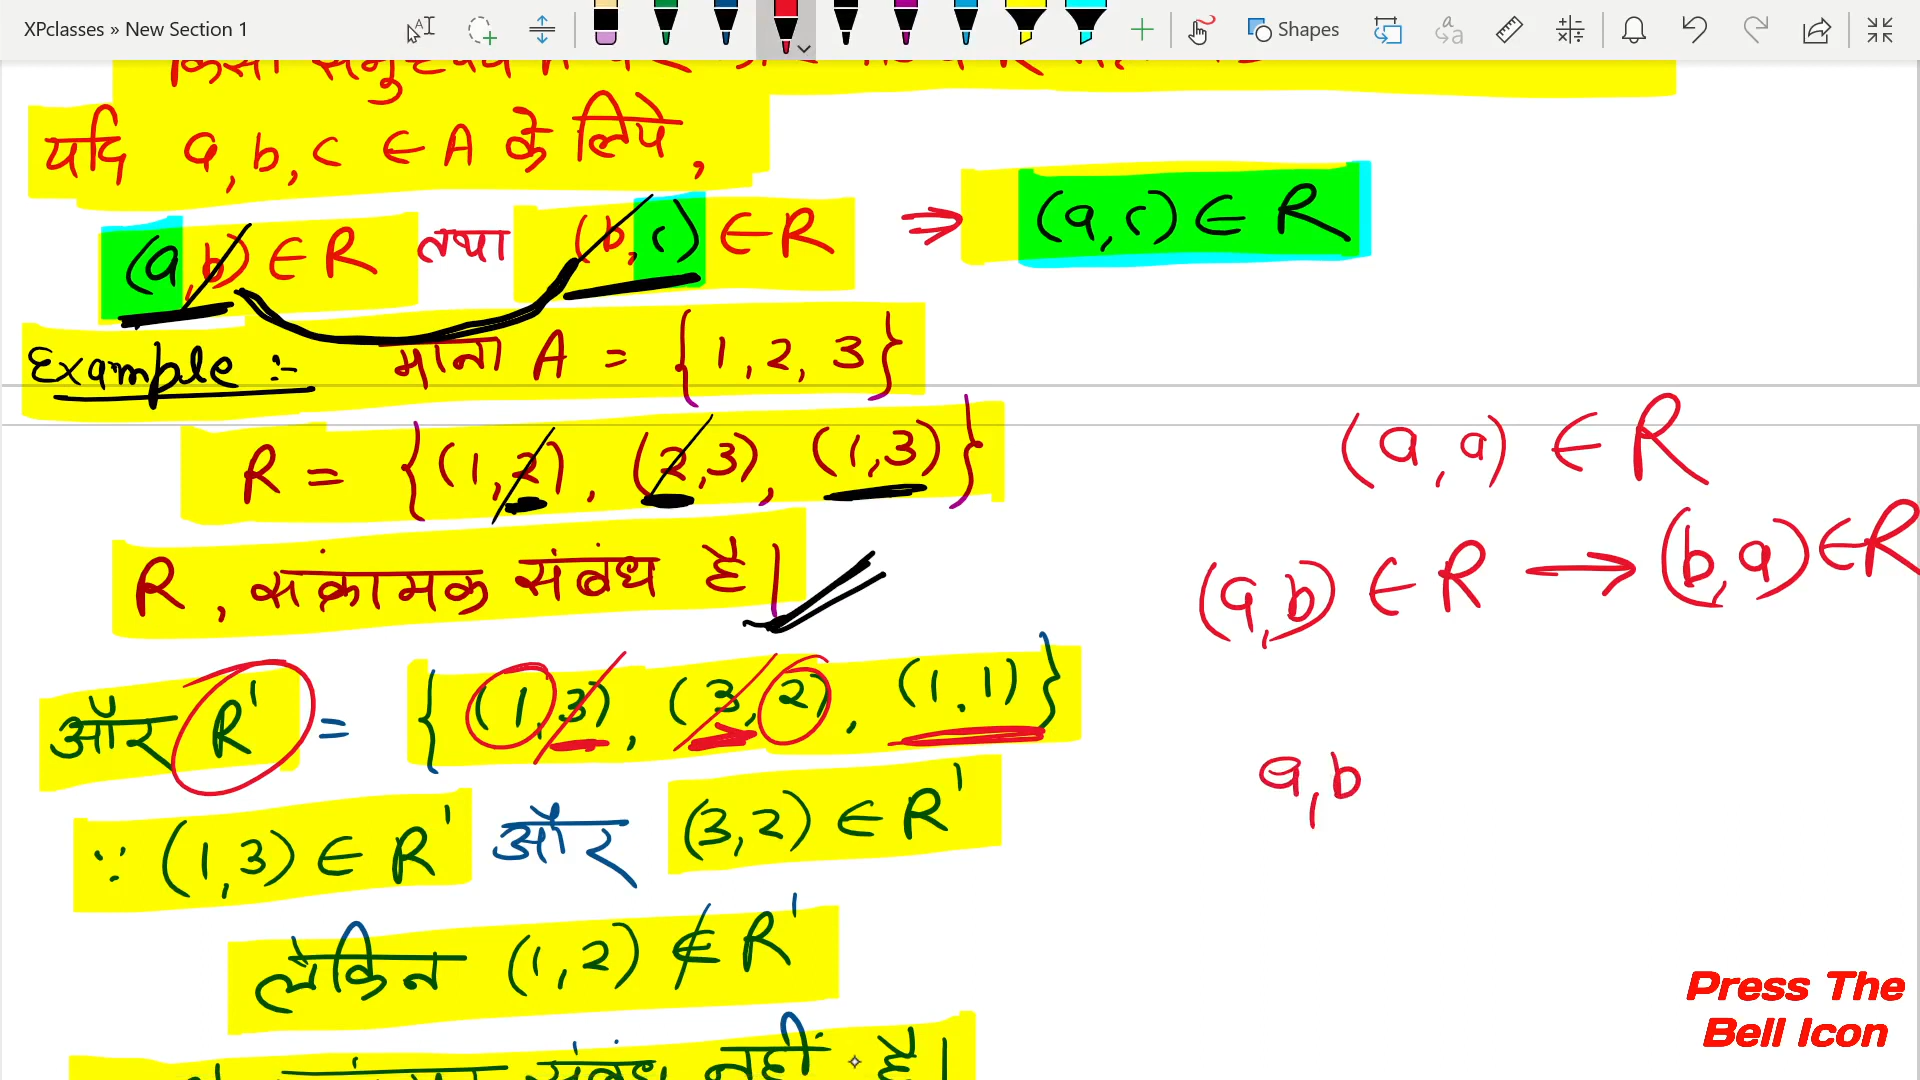 XPclasses » New Section 1
Shapes
यदि a, b, c ∈ A के लिये,
(a, b) ∈ R तथा (b, c) ∈ R ⇒ (a, c) ∈ R
Example :- माना A = {1, 2, 3}
R = {(1, 2), (2, 3), (1, 3)}
R, संक्रामक संबंध है।
और R' = {(1, 3), (3, 2), (1, 1)}
∵ (1, 3) ∈ R' और (3, 2) ∈ R'
लेकिन (1, 2) ∉ R'
संबंध नहीं है।
(a, a) ∈ R
(a, b) ∈ R → (b, a) ∈ R
a, b
Press The
Bell Icon